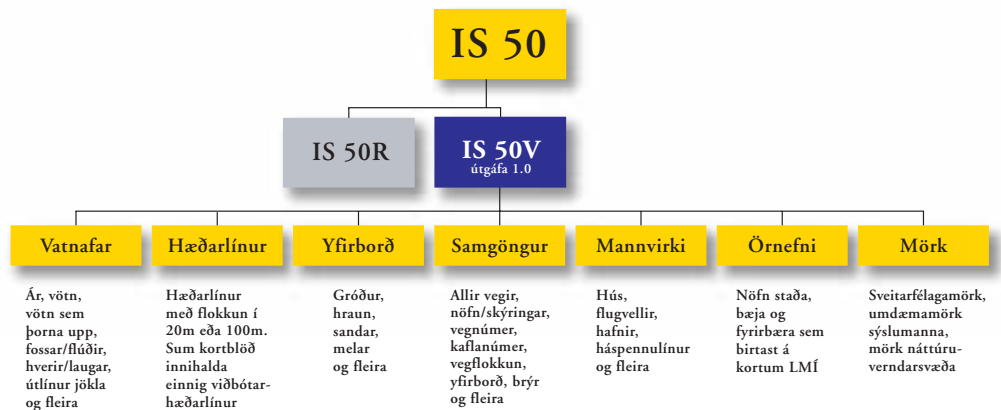 IS 50
IS 50R
IS 50V
útgáfa 1.0
Vatnafar
Ár, vötn,
vötn sem
þorna upp,
fossar/flúðir,
hverir/laugar,
útlínur jökla
og fleira
Hæðarlínur
Hæðarlínur
með flokkun í
20m eða 100m.
Sum kortblöð
innihalda
einnig viðbótar-
hæðarlínur
Yfirborð
Gróður,
hraun,
sandar,
melar
og fleira
Samgöngur
Allir vegir,
nöfn/skýringar,
vegnúmer,
kaflanúmer,
vegflokkun,
yfirborð, brýr
og fleira
Mannvirki
Hús,
flugvellir,
hafnir,
háspennulínur
og fleira
Örnefni
Nöfn staða,
bæja og
fyrirbæra sem
birtast á
kortum LMÍ
Mörk
Sveitarfélagamörk,
umdæmamörk
sýslumanna,
mörk náttúru-
verndarsvæða